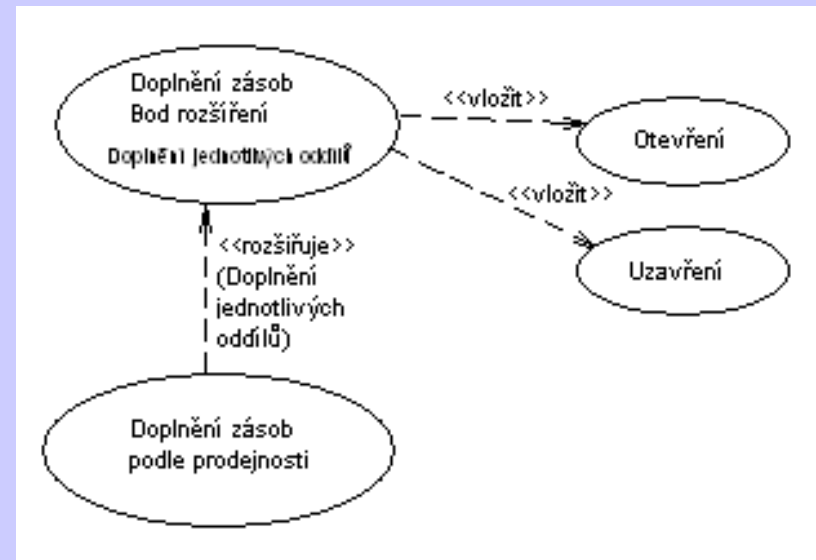 Doplnění zásob
Bod rozšíření
Doplnění jednotlivých oddílů
<<vložit>>
Otevření
<<vložit>>
Uzavření
<<rozšiřuje>>
(Doplnění
jednotlivých
oddílů)
Doplnění zásob
podle prodejnosti